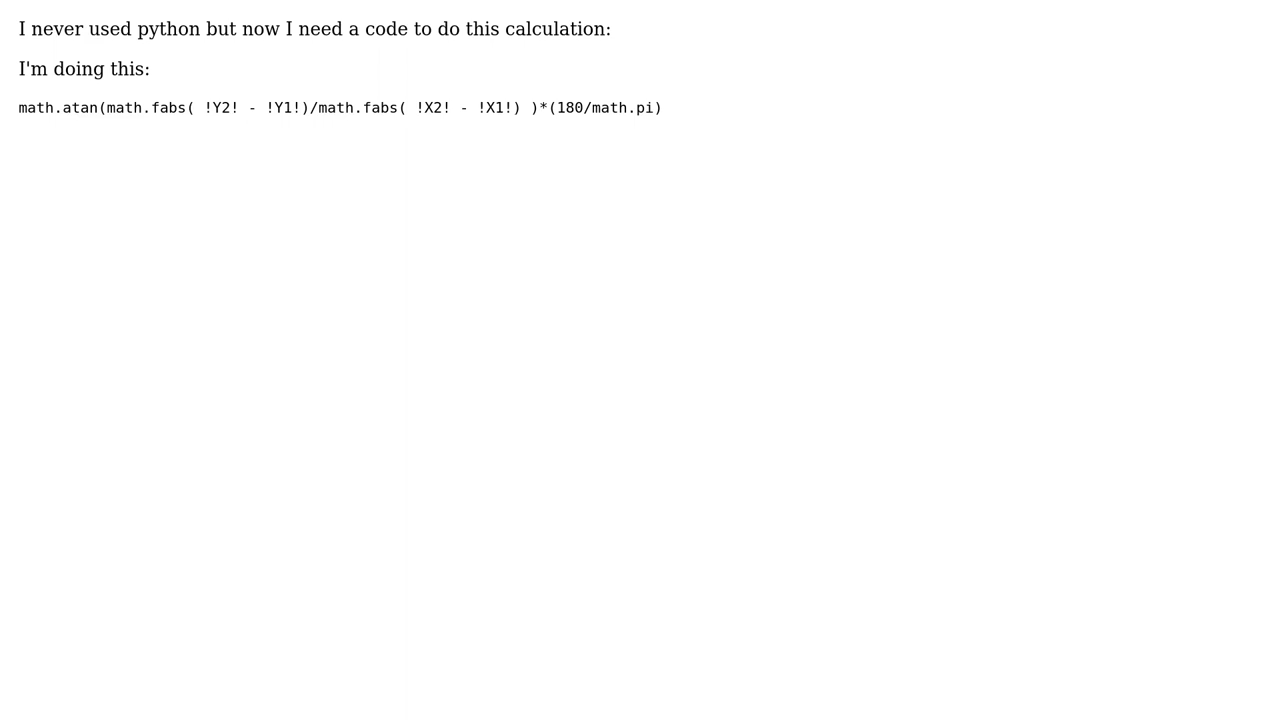 I never used python but now I need a code to do this calculation:
I'm doing this:
math.atan(math.fabs( !Y2! - !Y1!)/math.fabs( !X2! - !X1!) )*(180/math.pi)